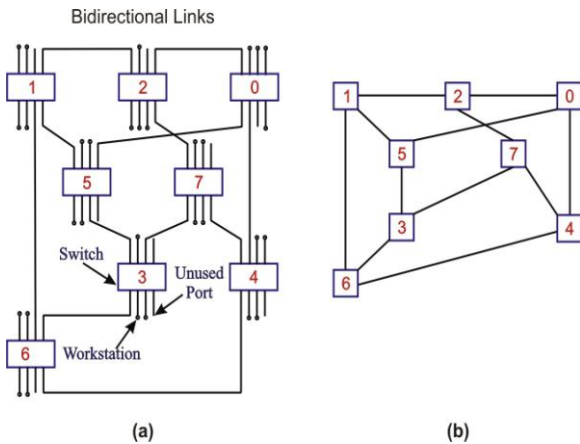 Bidirectional Links
1 2 0
5 7
Switch
3
Unused
Port
4
6
Workstation
(a)
1 2 0
5 7
3 4
6
(b)